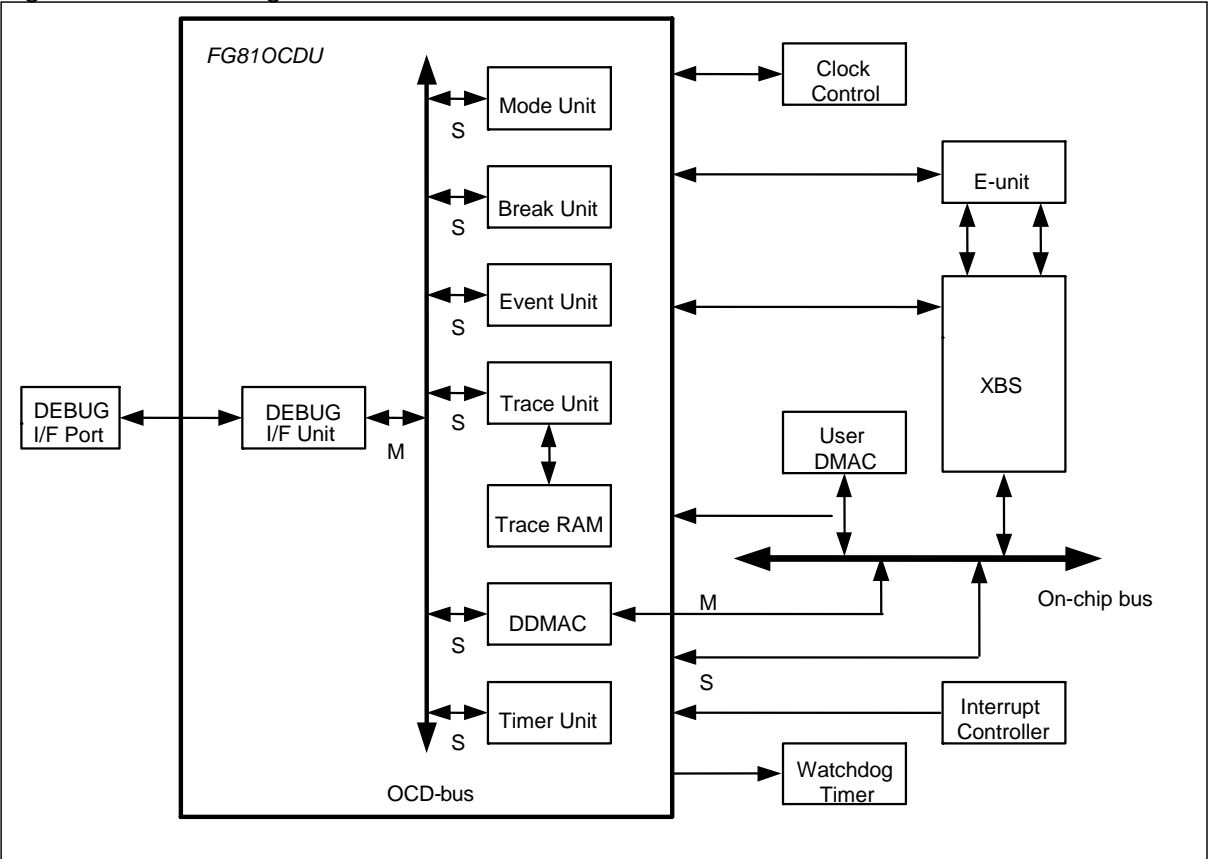 FG81OCDU
Clock
Control
Mode Unit
S
E-unit
Break Unit
S
Event Unit
S
XBS
DEBUG
I/F Port
DEBUG
I/F Unit
M
Trace Unit
S
User
DMAC
Trace RAM
DDMAC
S
M
On-chip bus
S
Timer Unit
S
Interrupt
Controller
Watchdog
Timer
OCD-bus